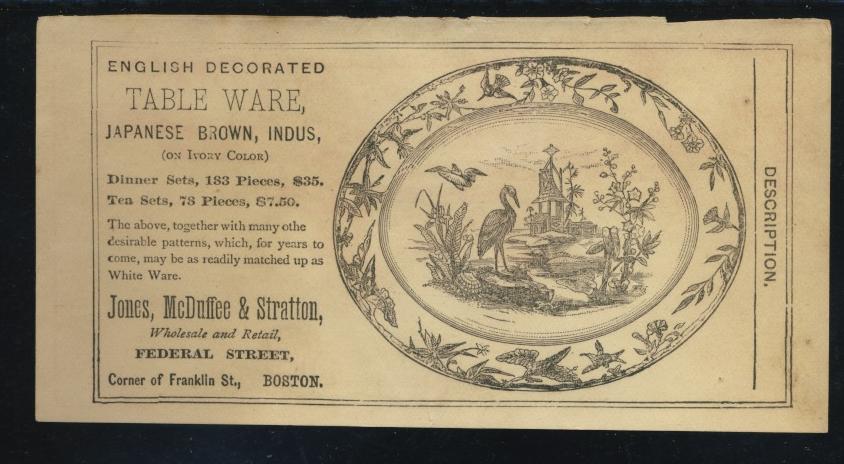 ENGLISH DECORATED
TABLE WARE,
JAPANESE BROWN, INDUS,
(ON IVORY COLOR)
Dinner Sets, 183 Pieces, $35.
Tea Sets, 78 Pieces, $7.50.
The above, together with many othe
desirable patterns, which, for years to
come, may be as readily matched up as
White Ware.
Jones, McDuffee & Stratton,
Wholesale and Retail,
FEDERAL STREET,
Corner of Franklin St., BOSTON.
DESCRIPTION.